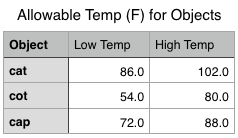 Allowable Temp (F) for Objects
Object Low Temp High Temp
cat 86.0 102.0
cot 54.0 80.0
cap 72.0 88.0